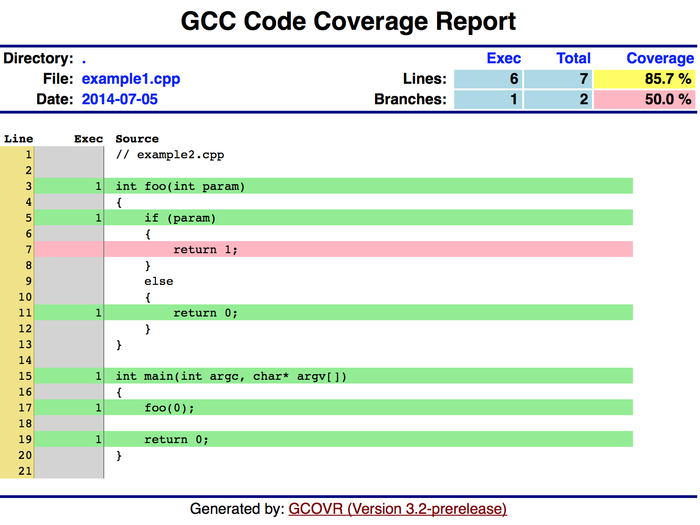 GCC Code Coverage Report
Directory: . Exec Total Coverage
File: example1.cpp Lines: 6 7 85.7 %
Date: 2014-07-05 Branches: 1 2 50.0 %
Line Exec Source
1 // example2.cpp
2
3 1 int foo(int param)
4 {
5 1 if (param)
6 {
7 return 1;
8 }
9 else
10 {
11 1 return 0;
12 }
13 }
14
15 1 int main(int argc, char* argv[])
16 {
17 1 foo(0);
18
19 1 return 0;
20 }
21
Generated by: GCOVR (Version 3.2-prerelease)